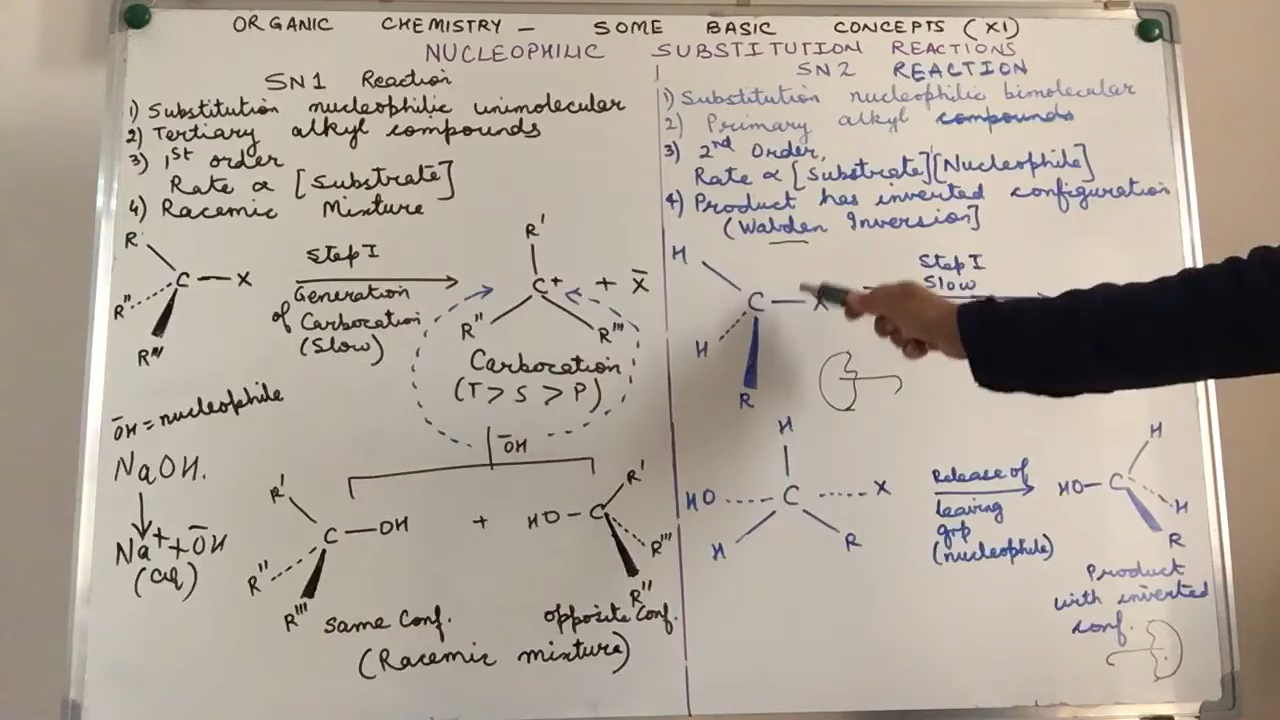 ORGANIC CHEMISTRY – SOME BASIC CONCEPTS (XI)
NUCLEOPHILIC SUBSTITUTION REACTIONS
SN1 Reaction
1) Substitution nucleophilic unimolecular
2) Tertiary alkyl compounds
3) 1st order
Rate ∝ [Substrate]
4) Racemic Mixture
R'
R
C — X
R"
R'''
Step I
Generation
of Carbocation
(Slow)
R'
C+ + X̄
R" R'''
Carbocation
(T > S > P)
ŌH = nucleophile
NaOH.
Na+ + ŌH
(aq)
ŌH
R'
C — OH
R"
R'''
+
R'
HO — C
R'''
R"
same Conf.
opposite Conf.
(Racemic mixture)
SN2 REACTION
1) Substitution nucleophilic bimolecular
2) Primary alkyl compounds
3) 2nd Order,
Rate ∝ [Substrate][Nucleophile]
4) Product has inverted configuration
(Walden Inversion]
H
C — X
H
R
Step I
Slow
H
HO C X
H R
Release of
leaving
grp
(nucleophile)
H
HO — C
H
R
Product
with inverted
conf.